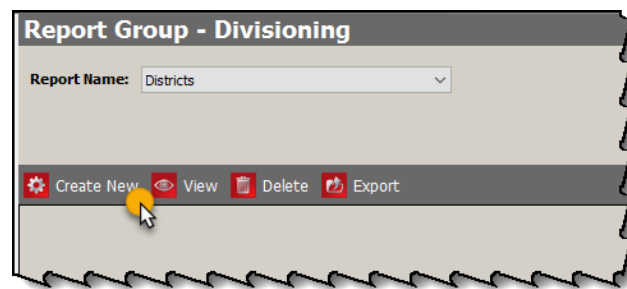 Report Group - Divisioning
Report Name: Districts
Create New View Delete Export